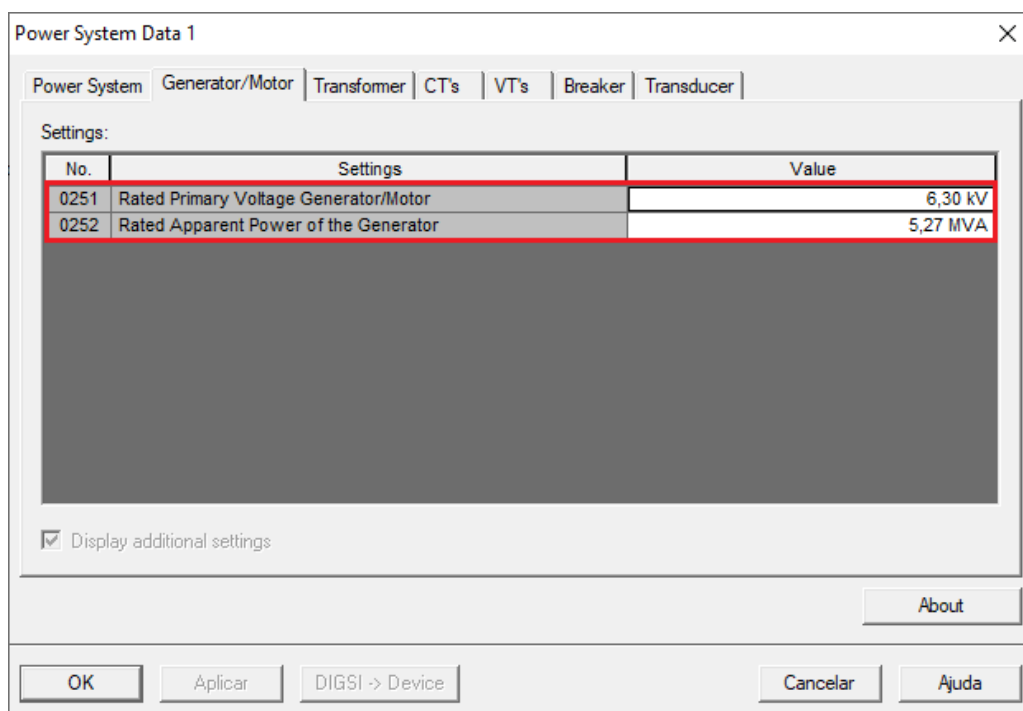 Power System Data 1
Power System Generator/Motor Transformer CT's VT's Breaker Transducer
Settings:
No. Settings Value
0251 Rated Primary Voltage Generator/Motor 6,30 kV
0252 Rated Apparent Power of the Generator 5,27 MVA
Display additional settings
About
OK Aplicar DIGSI -> Device Cancelar Ajuda